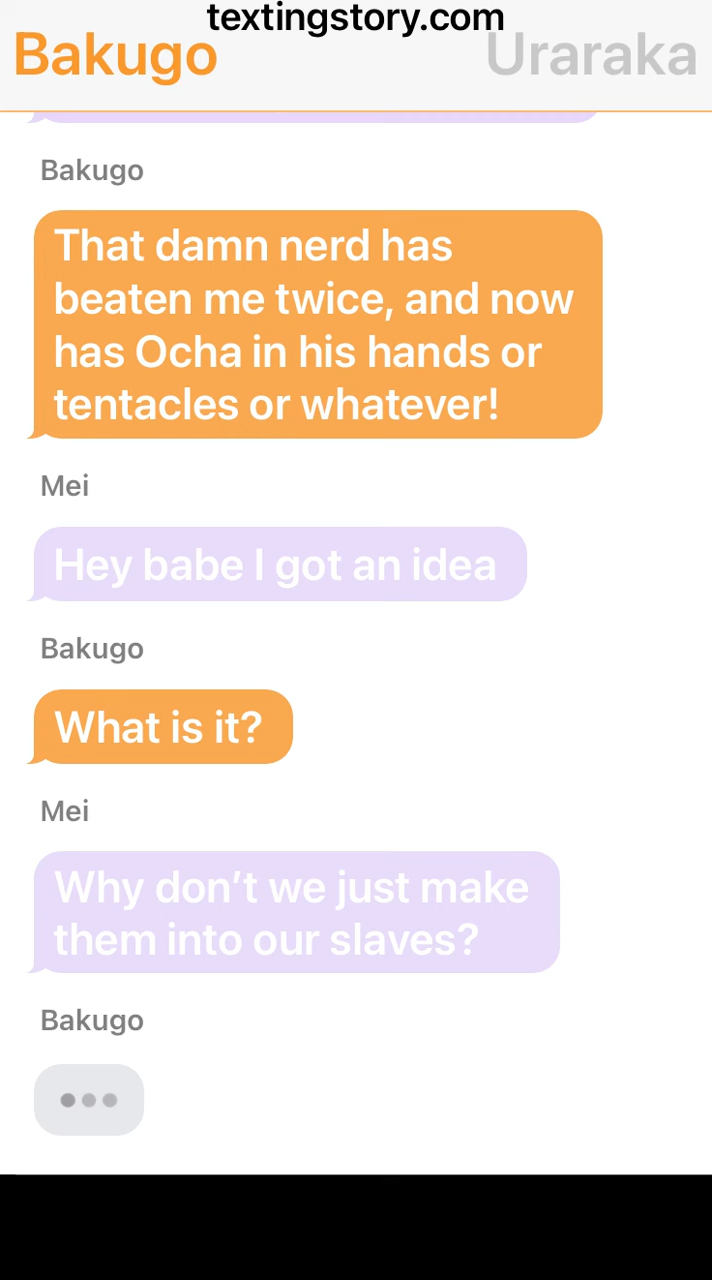 textingstory.com
Bakugo Uraraka
Bakugo
That damn nerd has
beaten me twice, and now
has Ocha in his hands or
tentacles or whatever!
Mei
Hey babe I got an idea
Bakugo
What is it?
Mei
Why don’t we just make
them into our slaves?
Bakugo